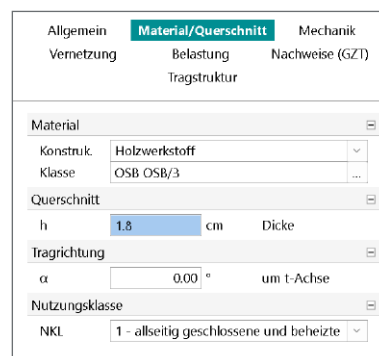 Allgemein Material/Querschnitt Mechanik
Vernetzung Belastung Nachweise (GZT)
Tragstruktur
Material
Konstruk. Holzwerkstoff
Klasse OSB OSB/3 ...
Querschnitt
h 1.8 cm Dicke
Tragrichtung
α 0.00 ° um t-Achse
Nutzungsklasse
NKL 1 - allseitig geschlossene und beheizte